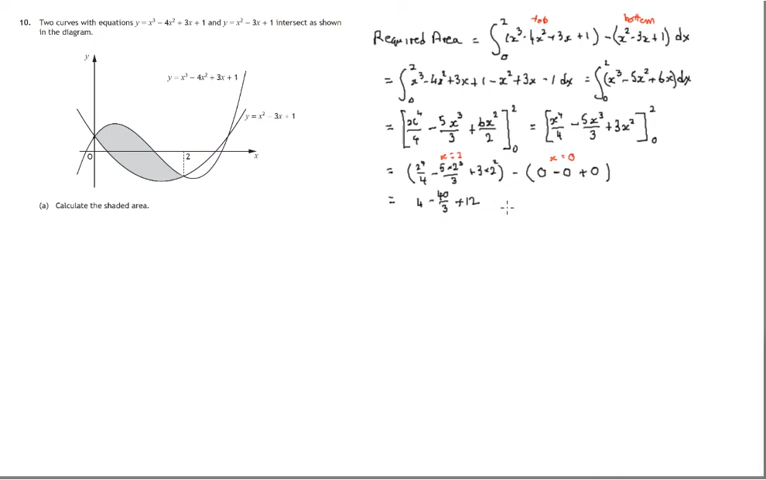 10. Two curves with equations y = x³ – 4x² + 3x + 1 and y = x² – 3x + 1 intersect as shown
in the diagram.
y
y = x³ – 4x² + 3x + 1
y = x² – 3x + 1
0
2
x
(a) Calculate the shaded area.
top bottom
Required Area = ∫₀² (x³ - 4x² + 3x + 1) - (x² - 3x + 1) dx
= ∫₀² x³ - 4x² + 3x + 1 - x² + 3x - 1 dx = ∫₀² (x³ - 5x² + 6x) dx
= [x⁴/4 - 5x³/3 + 6x²/2]₀² = [x⁴/4 - 5x³/3 + 3x²]₀²
x=2 x=0
= (2⁴/4 - 5×2³/3 + 3×2²) - (0 - 0 + 0)
= 4 - 40/3 + 12